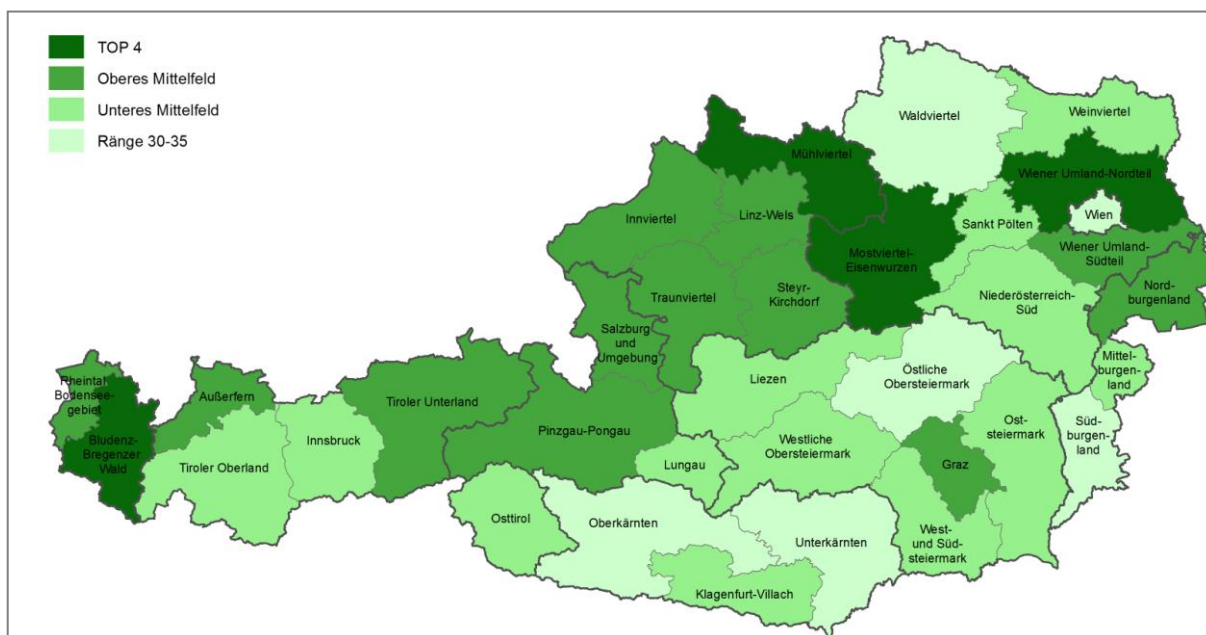 TOP 4
Oberes Mittelfeld
Unteres Mittelfeld
Ränge 30-35
Waldviertel
Weinviertel
Mühlviertel
Wiener Umland-Nordteil
Innviertel
Linz-Wels
Wien
Sankt Pölten
Mostviertel-
Eisenwurzen
Wiener Umland-
Südteil
Nord-
burgenland
Traunviertel
Steyr-
Kirchdorf
Niederösterreich-
Süd
Salzburg
und
Umgebung
Mittel-
burgen-
land
Rheintal-
Bodensee-
gebiet
Außerfern
Tiroler Unterland
Liezen
Östliche
Obersteiermark
Bludenz-
Bregenzer
Wald
Innsbruck
Pinzgau-Pongau
Süd-
burgen-
land
Ost-
steiermark
Tiroler Oberland
Westliche
Obersteiermark
Lungau
Graz
Osttirol
Oberkärnten
Unterkärnten
West-
und Süd-
steiermark
Klagenfurt-Villach